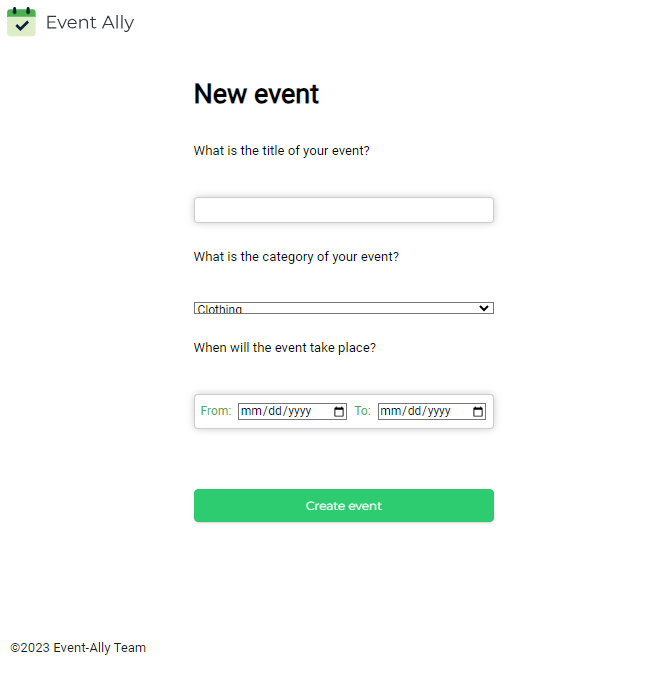 Event Ally
New event
What is the title of your event?
What is the category of your event?
Clothing
When will the event take place?
From: mm/dd/yyyy To: mm/dd/yyyy
Create event
©2023 Event-Ally Team